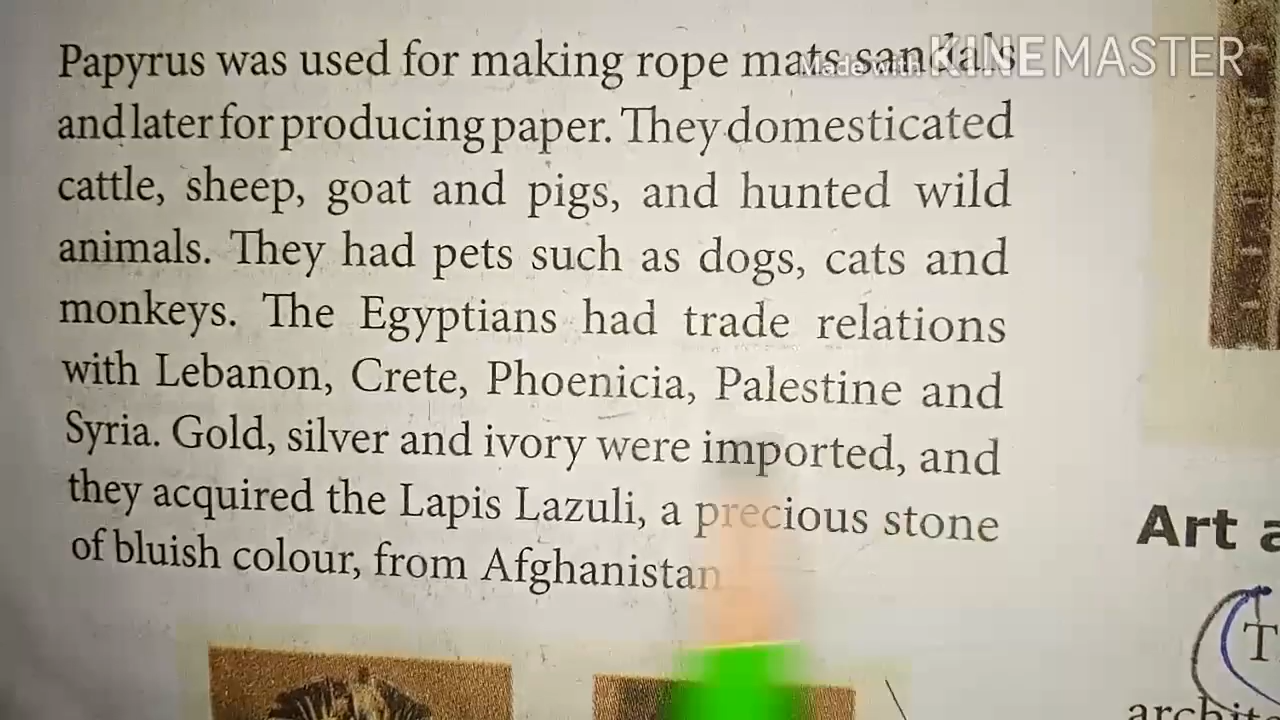 Papyrus was used for making rope mats sandals
and later for producing paper. They domesticated
cattle, sheep, goat and pigs, and hunted wild
animals. They had pets such as dogs, cats and
monkeys. The Egyptians had trade relations
with Lebanon, Crete, Phoenicia, Palestine and
Syria. Gold, silver and ivory were imported, and
they acquired the Lapis Lazuli, a precious stone
of bluish colour, from Afghanistan
Made with KINEMASTER
Art
T